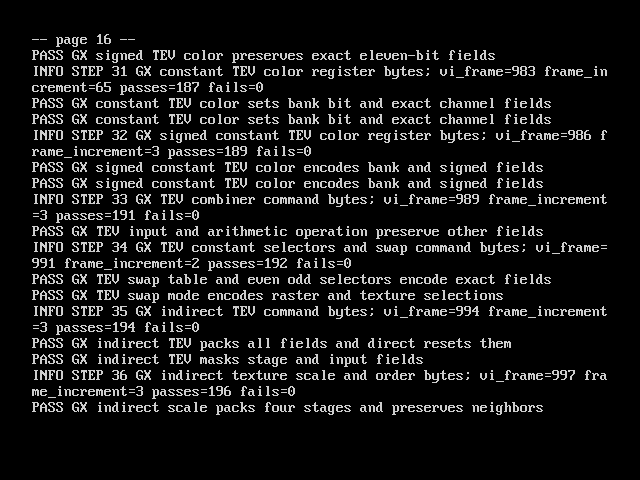 -- page 16 --
PASS GX signed TEV color preserves exact eleven-bit fields
INFO STEP 31 GX constant TEV color register bytes; vi_frame=983 frame_in
crement=65 passes=187 fails=0
PASS GX constant TEV color sets bank bit and exact channel fields
PASS GX constant TEV color sets bank bit and exact channel fields
INFO STEP 32 GX signed constant TEV color register bytes; vi_frame=986 f
rame_increment=3 passes=189 fails=0
PASS GX signed constant TEV color encodes bank and signed fields
PASS GX signed constant TEV color encodes bank and signed fields
INFO STEP 33 GX TEV combiner command bytes; vi_frame=989 frame_increment
=3 passes=191 fails=0
PASS GX TEV input and arithmetic operation preserve other fields
INFO STEP 34 GX TEV constant selectors and swap command bytes; vi_frame=
991 frame_increment=2 passes=192 fails=0
PASS GX TEV swap table and even odd selectors encode exact fields
PASS GX TEV swap mode encodes raster and texture selections
INFO STEP 35 GX indirect TEV command bytes; vi_frame=994 frame_increment
=3 passes=194 fails=0
PASS GX indirect TEV packs all fields and direct resets them
PASS GX indirect TEV masks stage and input fields
INFO STEP 36 GX indirect texture scale and order bytes; vi_frame=997 fra
me_increment=3 passes=196 fails=0
PASS GX indirect scale packs four stages and preserves neighbors